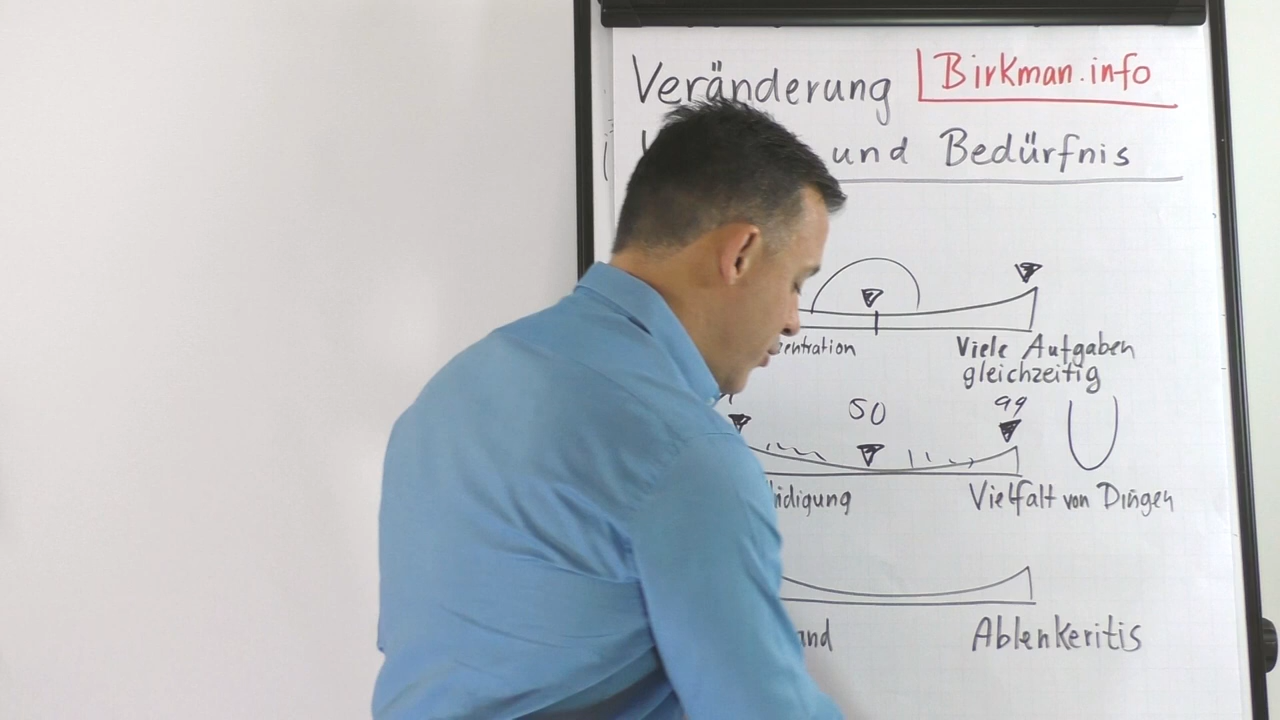 Veränderung Birkman.info
und Bedürfnis
Viele Aufgaben
gleichzeitig
50 99
Vielfalt von Dingen
Ablenkeritis